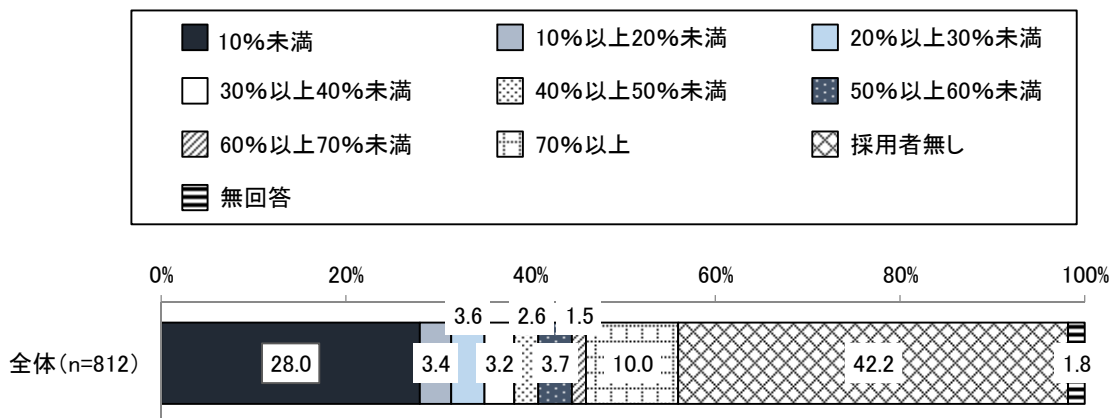 10%未満 10%以上20%未満 20%以上30%未満
30%以上40%未満 40%以上50%未満 50%以上60%未満
60%以上70%未満 70%以上 採用者無し
無回答
0% 20% 40% 60% 80% 100%
3.6 2.6 1.5
全体(n=812) 28.0 3.4 3.2 3.7 10.0 42.2 1.8